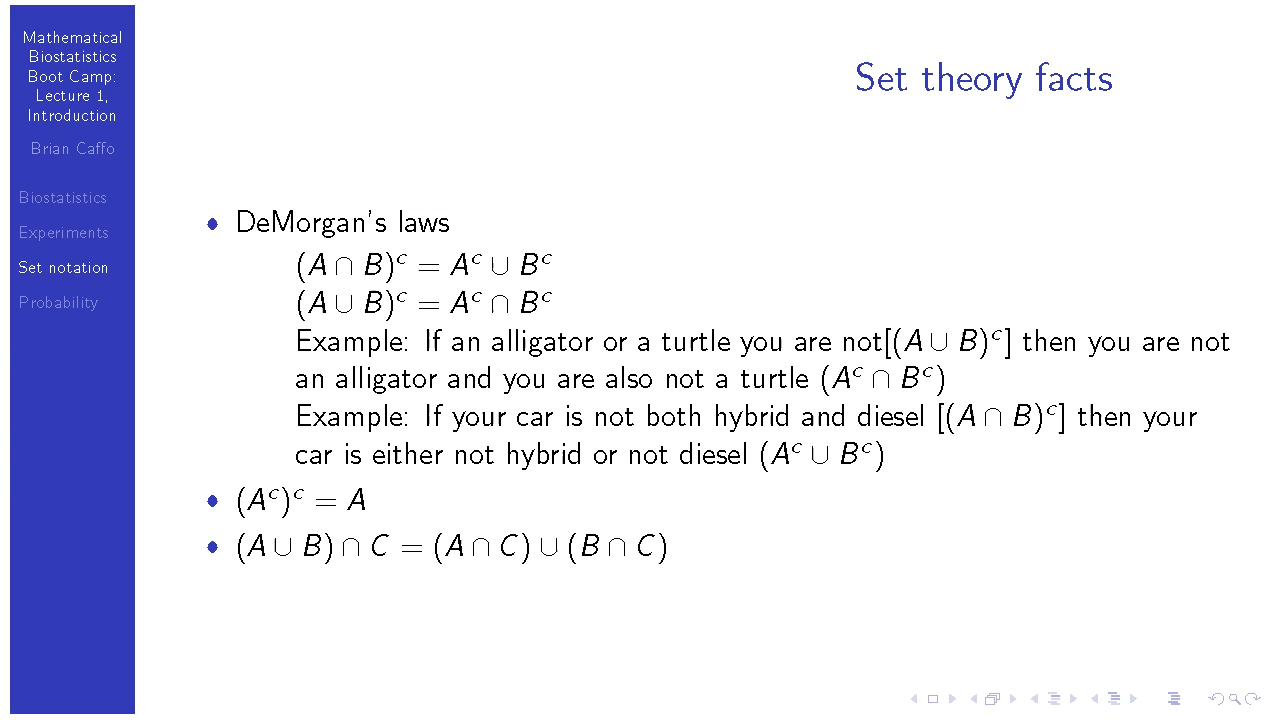 Mathematical
Biostatistics
Boot Camp:
Lecture 1,
Introduction
Brian Caffo
Biostatistics
Experiments
Set notation
Probability
Set theory facts
• DeMorgan's laws
(A ∩ B)ᶜ = Aᶜ ∪ Bᶜ
(A ∪ B)ᶜ = Aᶜ ∩ Bᶜ
Example: If an alligator or a turtle you are not[(A ∪ B)ᶜ] then you are not
an alligator and you are also not a turtle (Aᶜ ∩ Bᶜ)
Example: If your car is not both hybrid and diesel [(A ∩ B)ᶜ] then your
car is either not hybrid or not diesel (Aᶜ ∪ Bᶜ)
• (Aᶜ)ᶜ = A
• (A ∪ B) ∩ C = (A ∩ C) ∪ (B ∩ C)